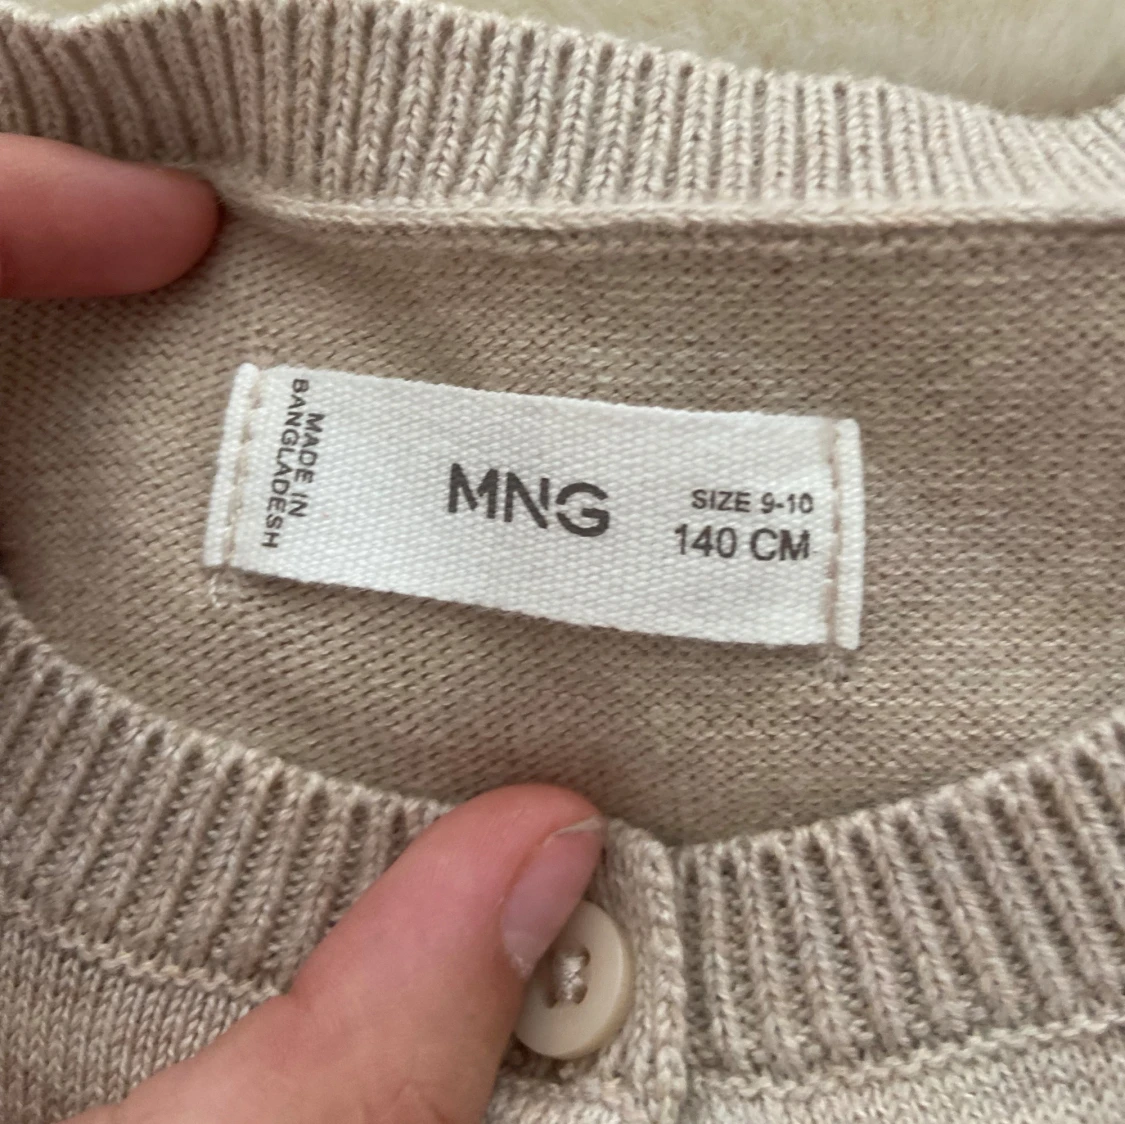 MADE IN
BANGLADESH
MNG
SIZE 9-10
140 CM